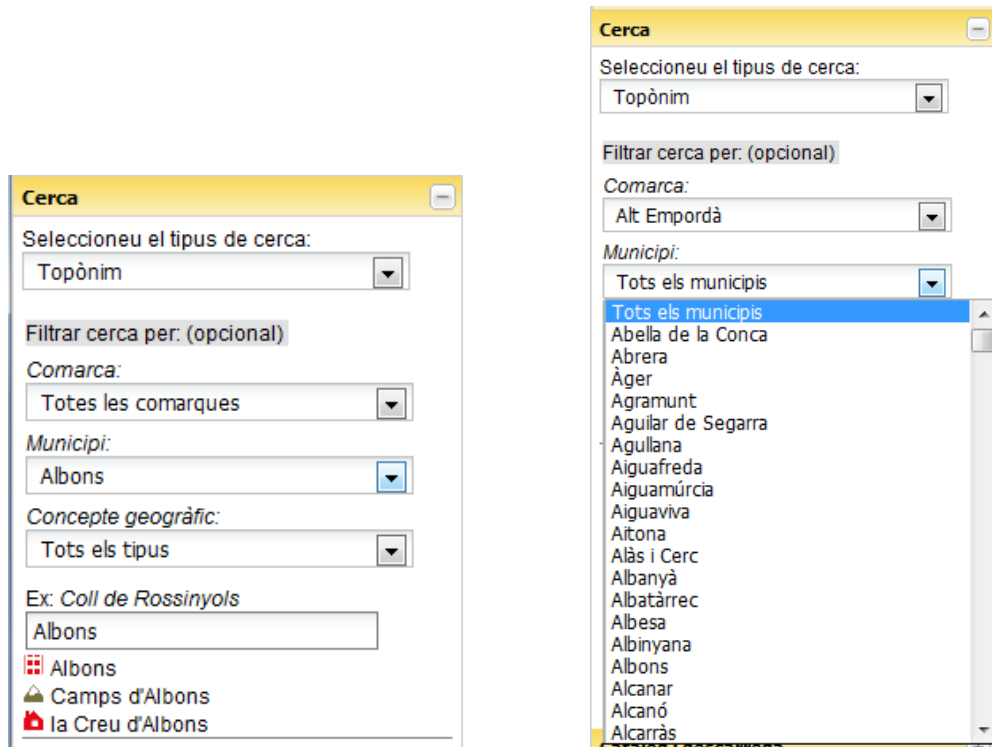 Cerca
Seleccioneu el tipus de cerca:
Topònim
Filtrar cerca per: (opcional)
Comarca:
Totes les comarques
Municipi:
Albons
Concepte geogràfic:
Tots els tipus
Ex: Coll de Rossinyols
Albons
Albons
Camps d'Albons
la Creu d'Albons
Cerca
Seleccioneu el tipus de cerca:
Topònim
Filtrar cerca per: (opcional)
Comarca:
Alt Empordà
Municipi:
Tots els municipis
Tots els municipis
Abella de la Conca
Abrera
Àger
Agramunt
Aguilar de Segarra
Agullana
Aiguafreda
Aiguamúrcia
Aiguaviva
Aitona
Alàs i Cerc
Albanyà
Albatàrrec
Albesa
Albinyana
Albons
Alcanar
Alcanó
Alcarràs